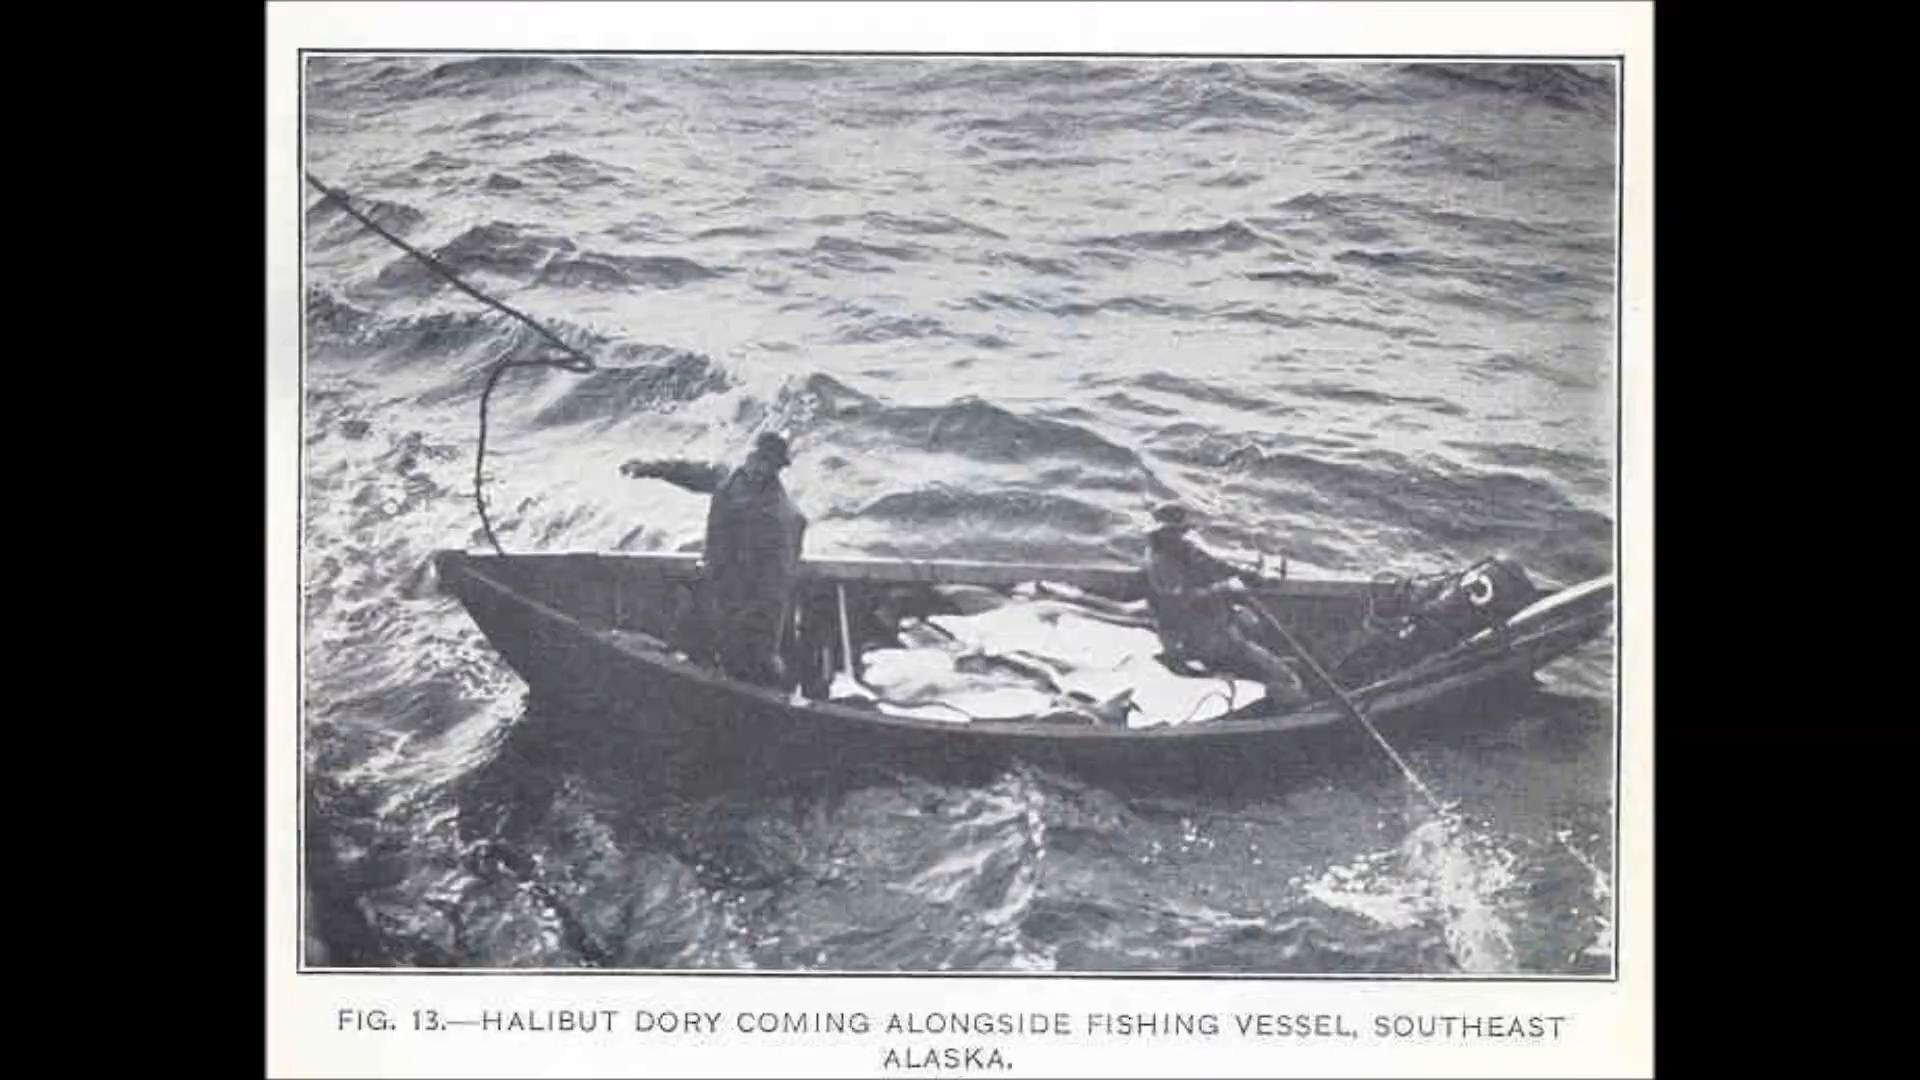 FIG. 13.—HALIBUT DORY COMING ALONGSIDE FISHING VESSEL, SOUTHEAST
ALASKA.